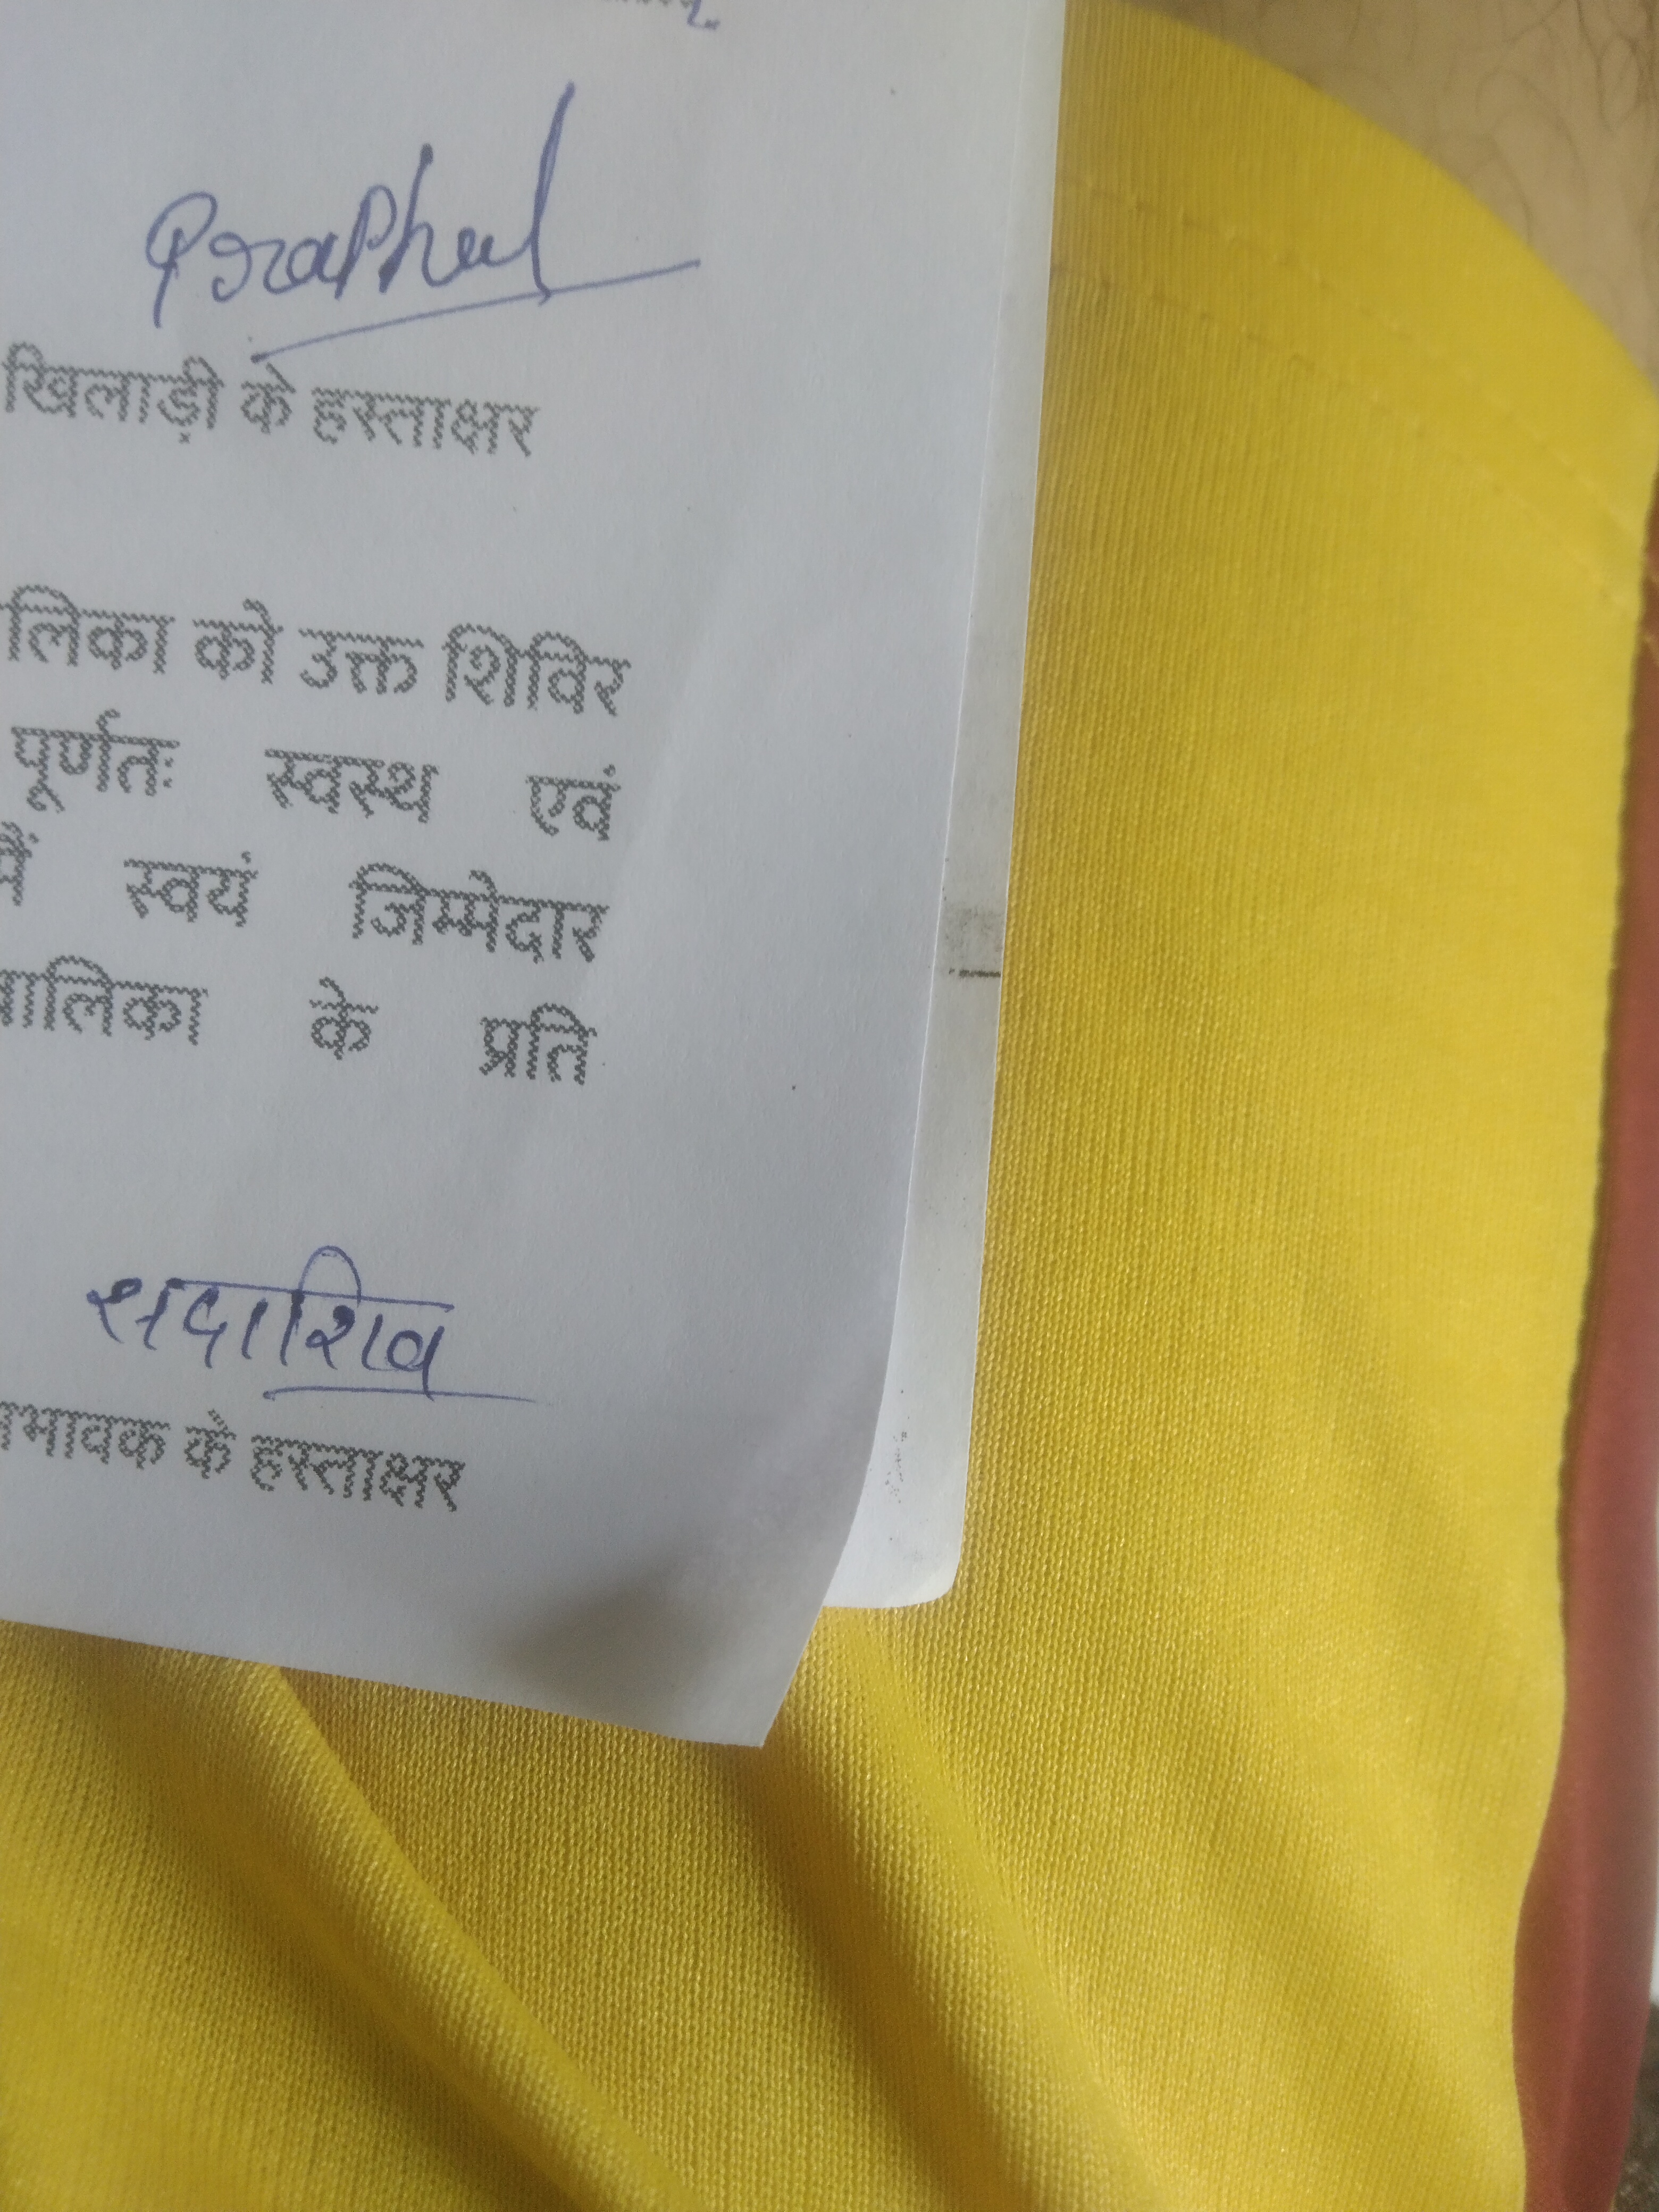 Praphul
खिलाड़ी के हस्ताक्षर
लिका को उक्त शिविर
पूर्णतः स्वस्थ एवं
मैं स्वयं जिम्मेदार
ालिका के प्रति
सदाशिव
भावक के हस्ताक्षर